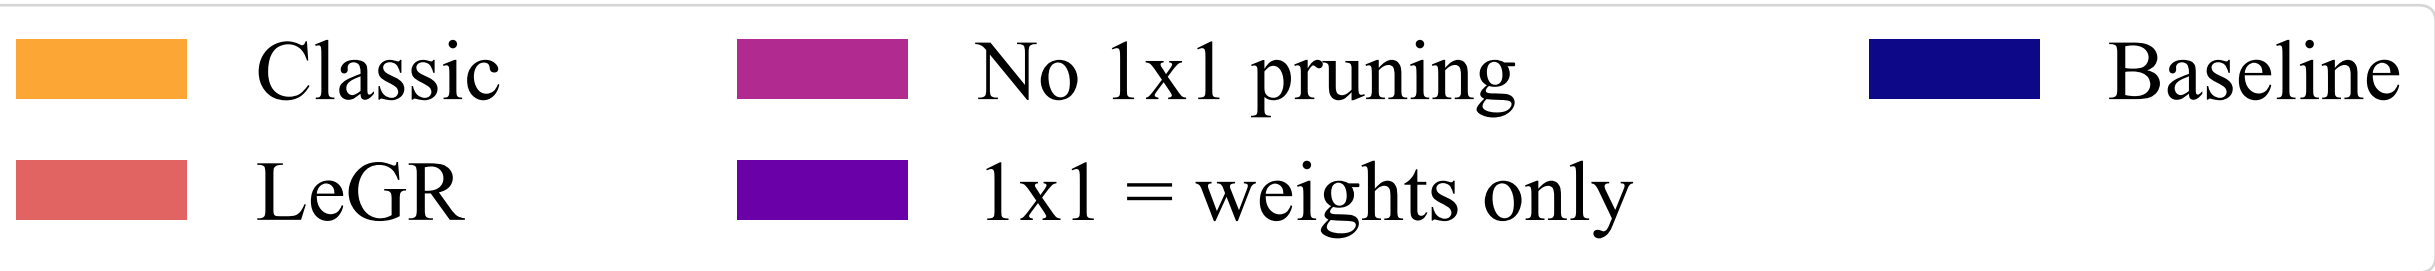 Classic
No 1x1 pruning
Baseline
LeGR
1x1 = weights only